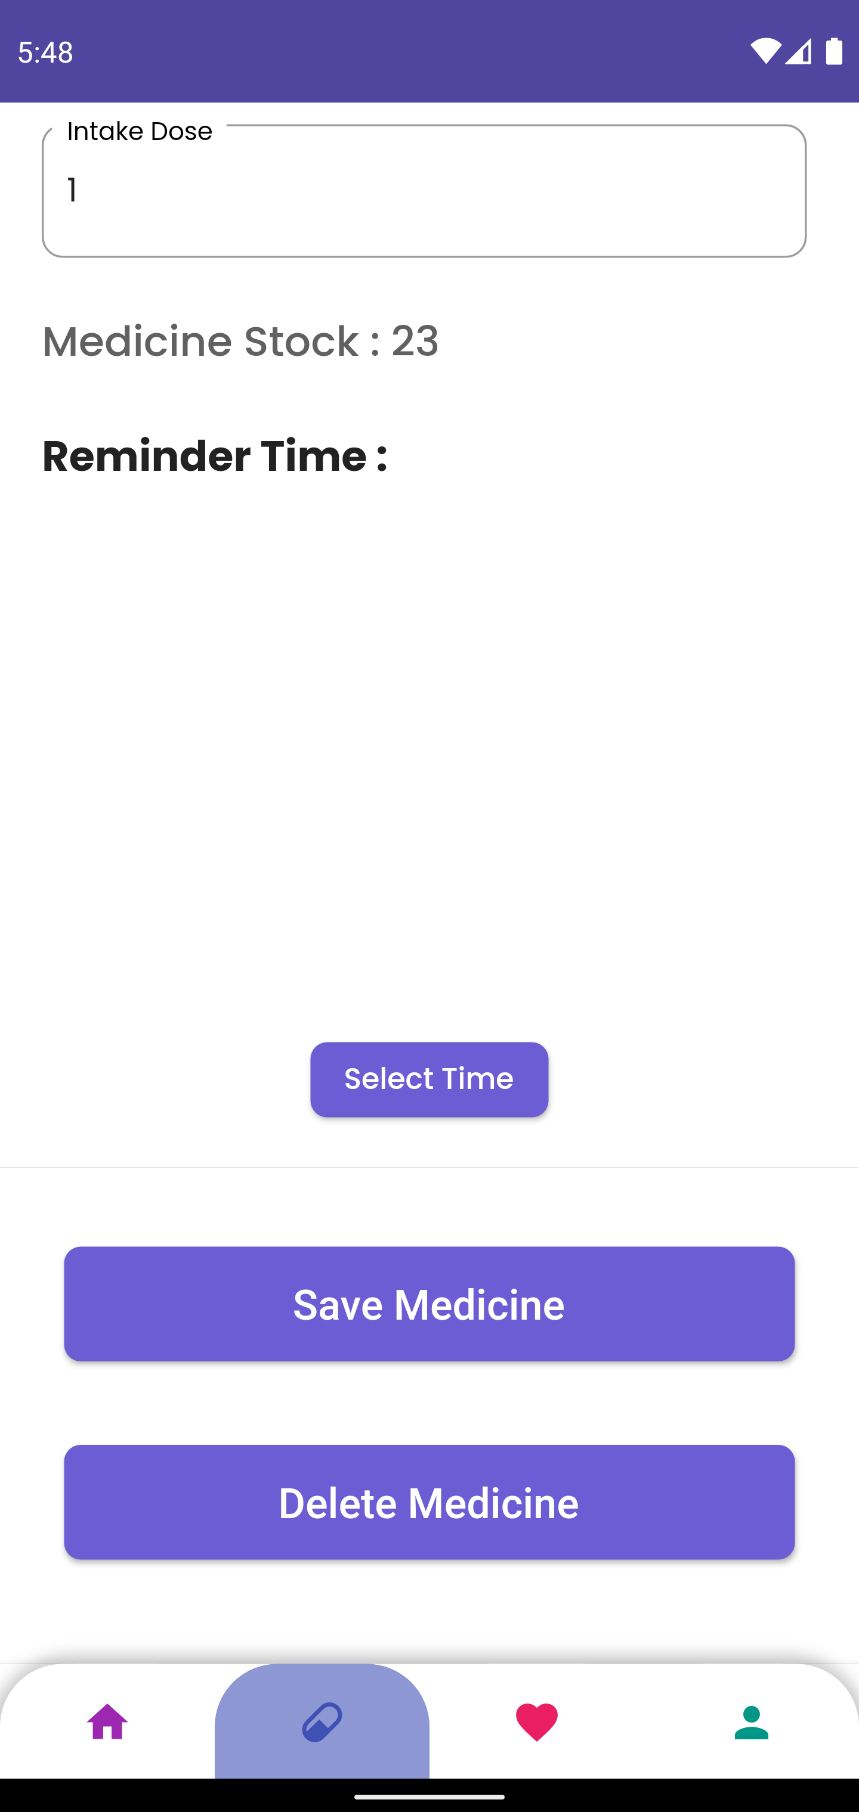 5:48
Intake Dose
1
Medicine Stock : 23
Reminder Time :
Select Time
Save Medicine
Delete Medicine